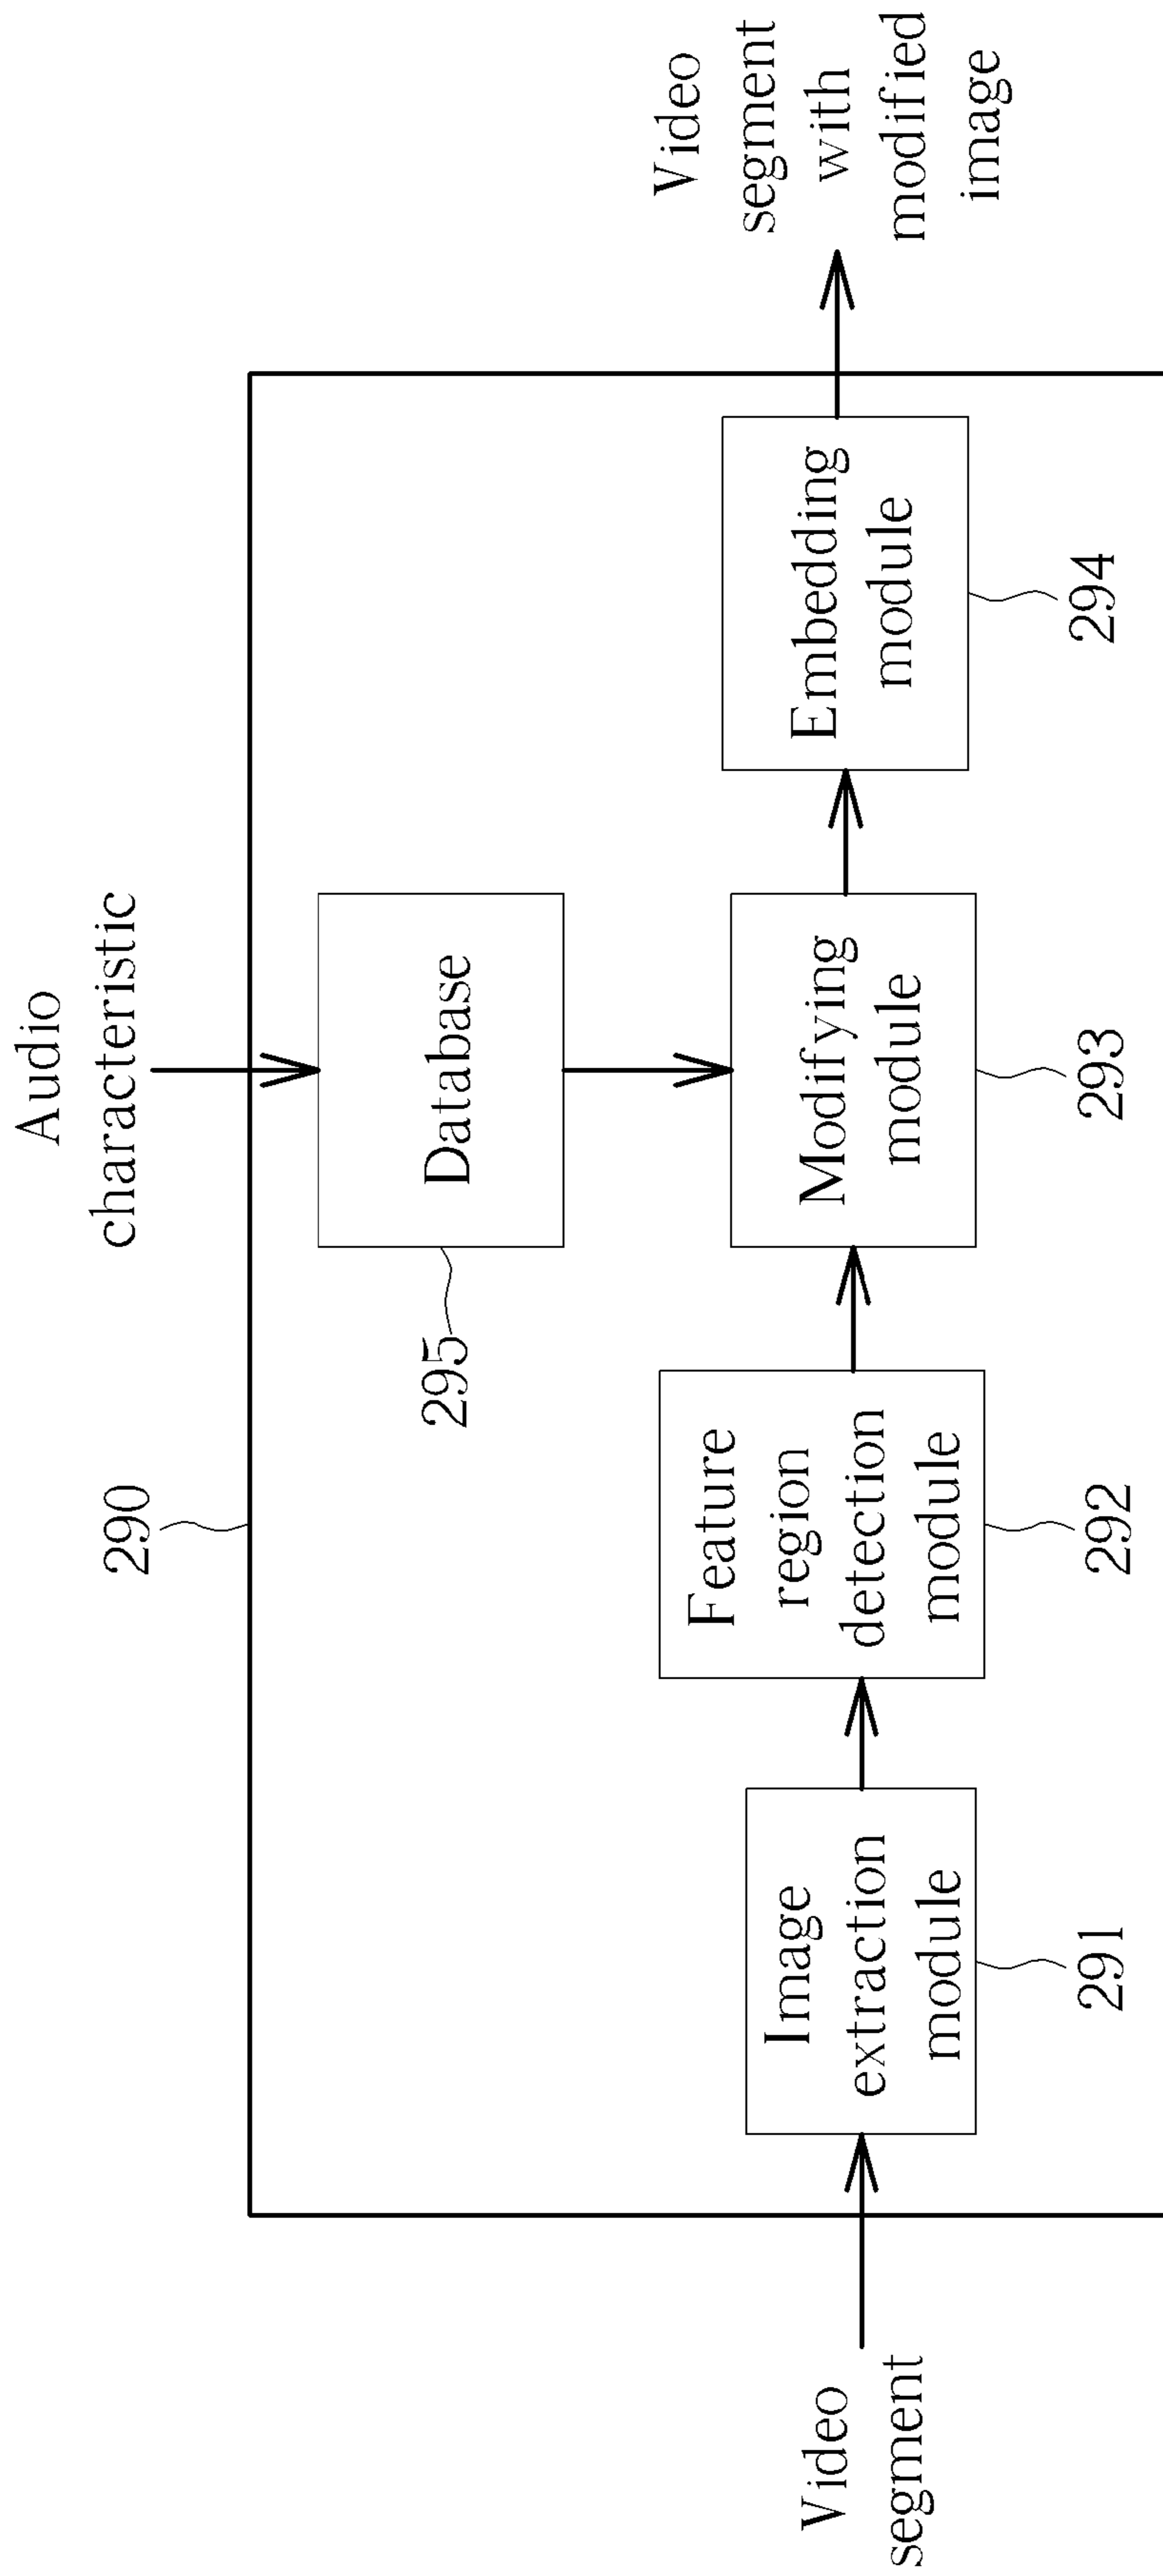 Audio
characteristic
290
295
Database
Video
segment
Image
extraction
module
291
Feature
region
detection
module
292
Modifying
module
293
Embedding
module
294
Video
segment
with
modified
image